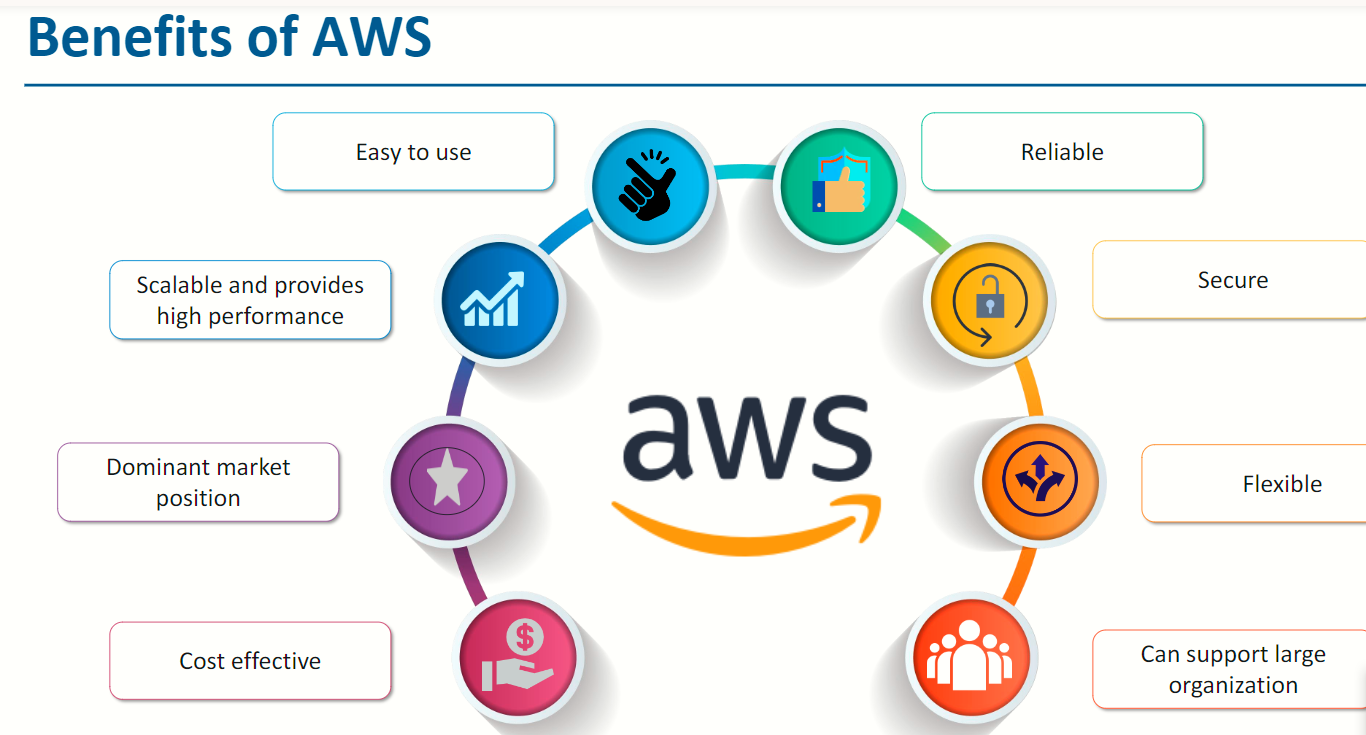 Benefits of AWS
Easy to use
Reliable
Scalable and provides
high performance
Secure
aws
Dominant market
position
Flexible
$
Cost effective
Can support large
organization